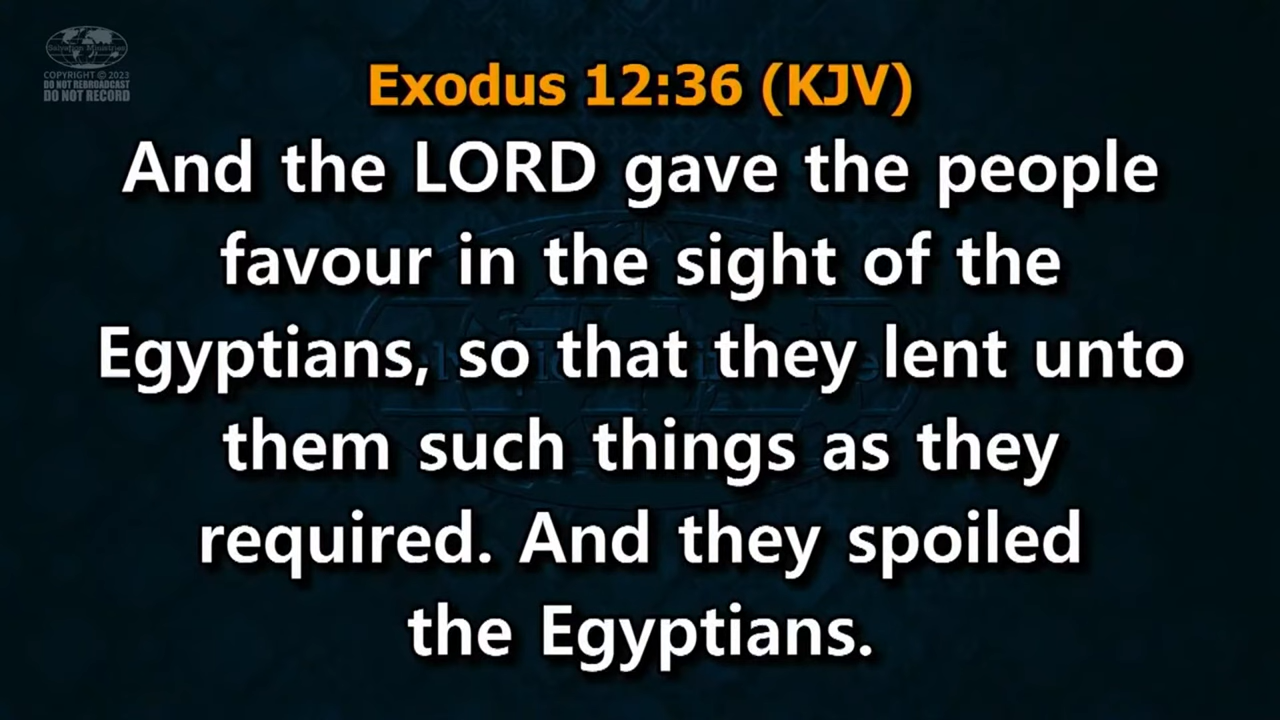 Salvation Ministries
COPYRIGHT © 2023
DO NOT REBROADCAST
DO NOT RECORD
Exodus 12:36 (KJV)
And the LORD gave the people
favour in the sight of the
Egyptians, so that they lent unto
them such things as they
required. And they spoiled
the Egyptians.